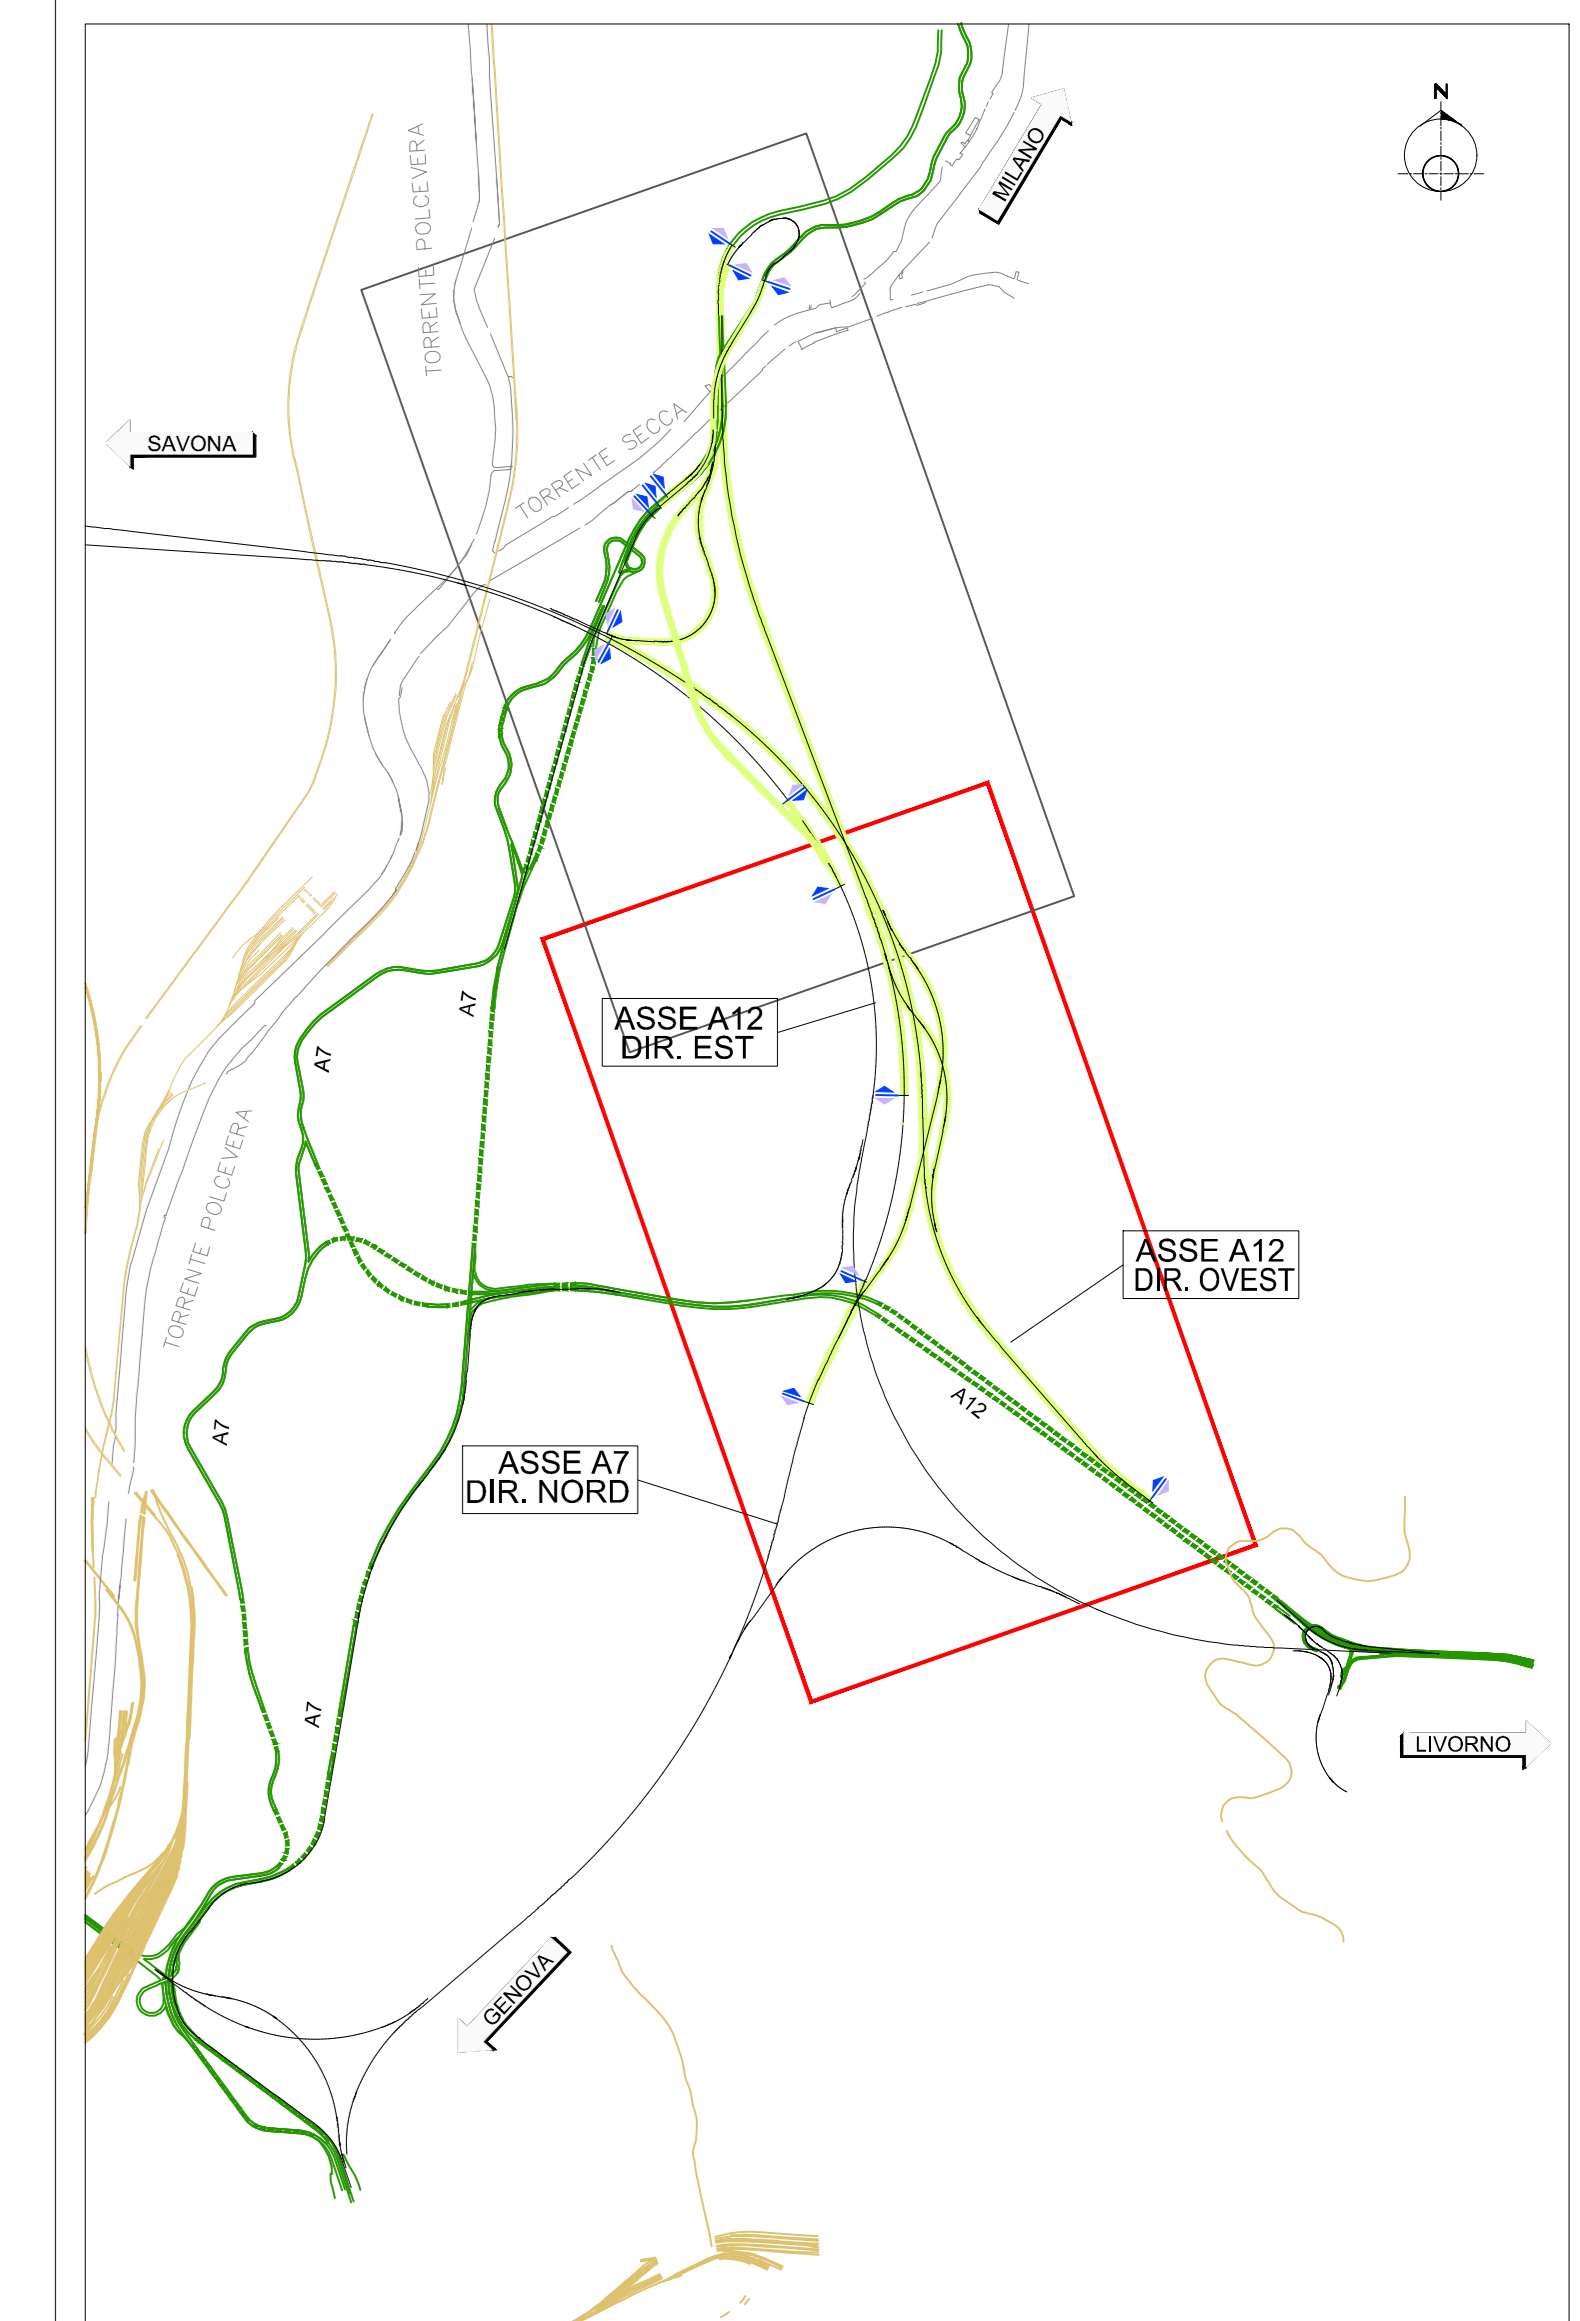 N
MILANO
TORRENTE POLCEVERA
SAVONA
TORRENTE SECCA
A7
ASSE A12
DIR. EST
A7
TORRENTE POLCEVERA
ASSE A12
DIR. OVEST
A12
A7
ASSE A7
DIR. NORD
A7
LIVORNO
GENOVA